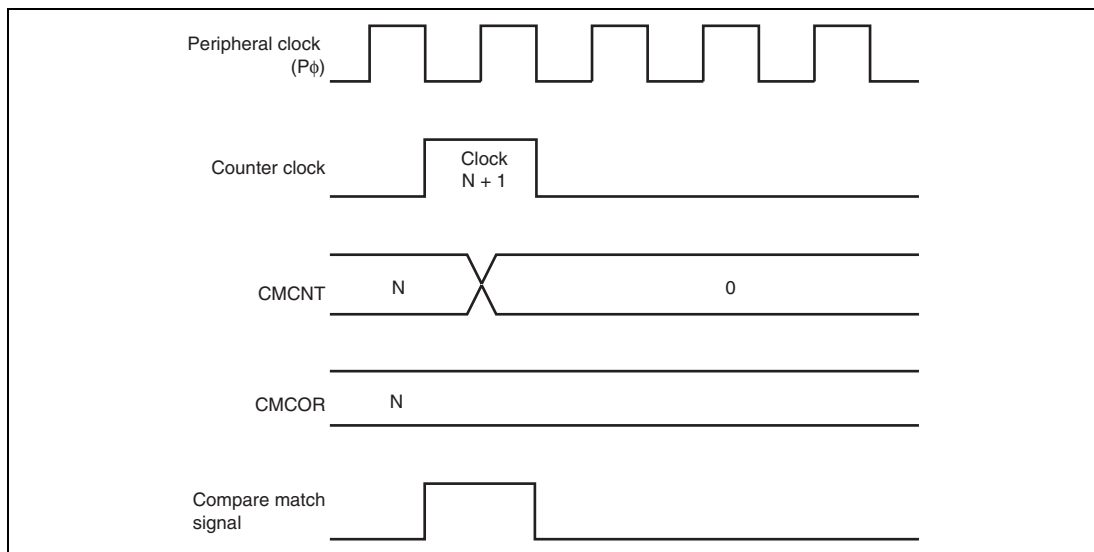 Peripheral clock
(Pϕ)
Counter clock
Clock
N + 1
CMCNT
N
0
CMCOR
N
Compare match
signal